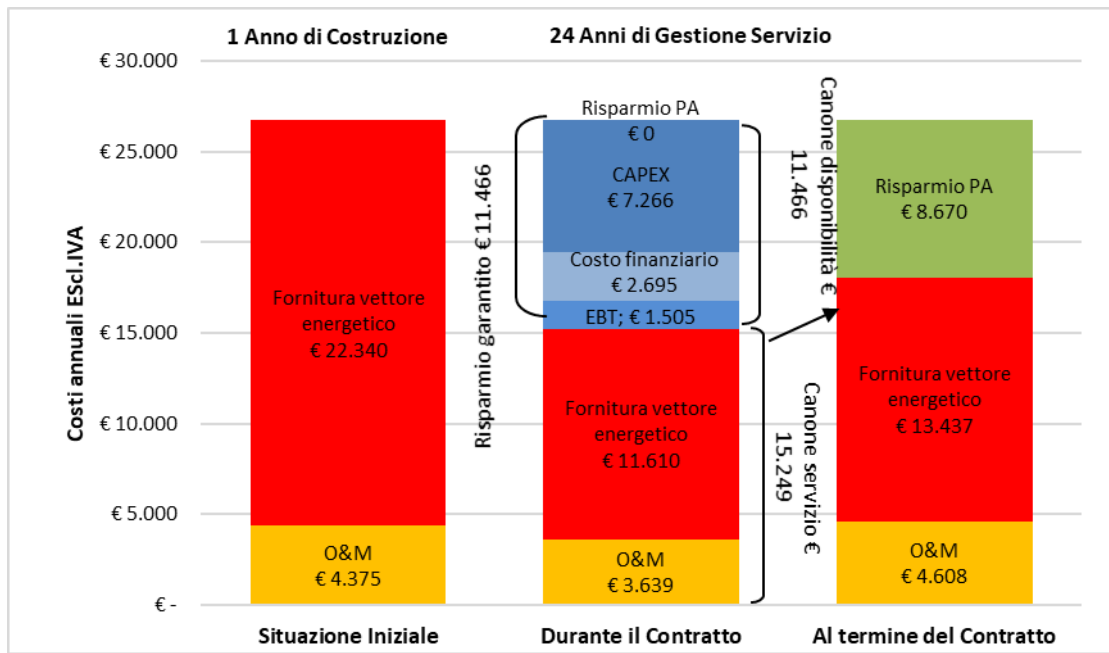 1 Anno di Costruzione
24 Anni di Gestione Servizio
Costi annuali EScl.IVA
€ 30.000
€ 25.000
€ 20.000
€ 15.000
€ 10.000
€ 5.000
€ -
Fornitura vettore
energetico
€ 22.340
O&M
€ 4.375
Risparmio garantito € 11.466
Risparmio PA
€ 0
CAPEX
€ 7.266
Costo finanziario
€ 2.695
EBT; € 1.505
Fornitura vettore
energetico
€ 11.610
O&M
€ 3.639
Canone disponibilità €
11.466
Canone servizio €
15.249
Risparmio PA
€ 8.670
Fornitura vettore
energetico
€ 13.437
O&M
€ 4.608
Situazione Iniziale
Durante il Contratto
Al termine del Contratto